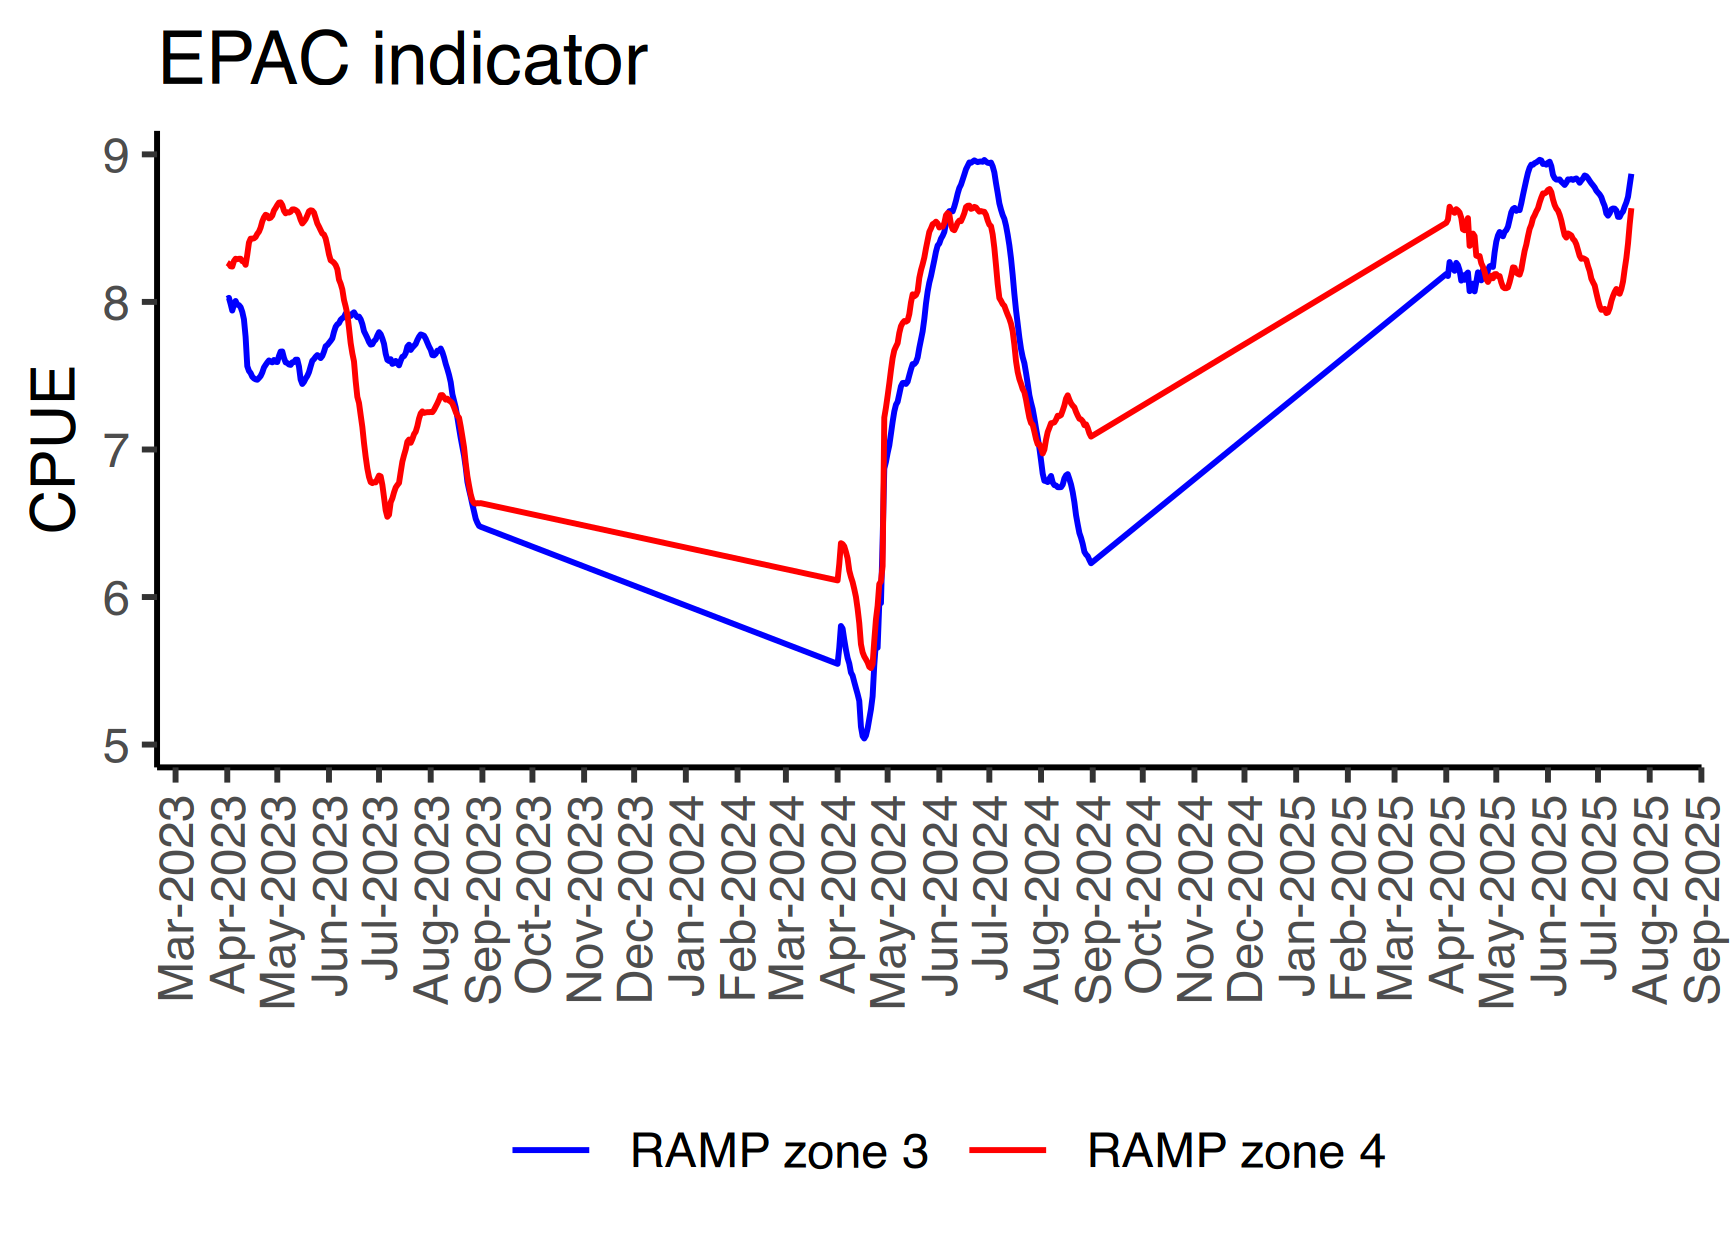 EPAC indicator
CPUE
9
8
7
6
5
Mar-2023
Apr-2023
May-2023
Jun-2023
Jul-2023
Aug-2023
Sep-2023
Oct-2023
Nov-2023
Dec-2023
Jan-2024
Feb-2024
Mar-2024
Apr-2024
May-2024
Jun-2024
Jul-2024
Aug-2024
Sep-2024
Oct-2024
Nov-2024
Dec-2024
Jan-2025
Feb-2025
Mar-2025
Apr-2025
May-2025
Jun-2025
Jul-2025
Aug-2025
Sep-2025
RAMP zone 3
RAMP zone 4